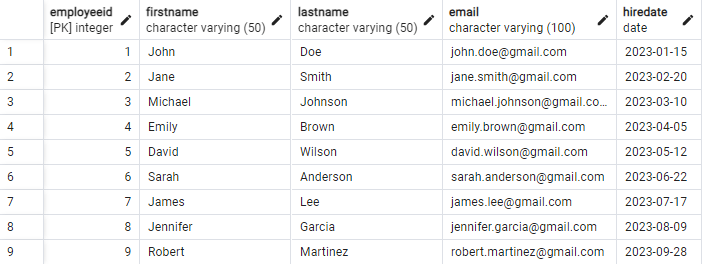 employeeid firstname lastname email hiredate
[PK] integer character varying (50) character varying (50) character varying (100) date
1 1 John Doe john.doe@gmail.com 2023-01-15
2 2 Jane Smith jane.smith@gmail.com 2023-02-20
3 3 Michael Johnson michael.johnson@gmail.co... 2023-03-10
4 4 Emily Brown emily.brown@gmail.com 2023-04-05
5 5 David Wilson david.wilson@gmail.com 2023-05-12
6 6 Sarah Anderson sarah.anderson@gmail.com 2023-06-22
7 7 James Lee james.lee@gmail.com 2023-07-17
8 8 Jennifer Garcia jennifer.garcia@gmail.com 2023-08-09
9 9 Robert Martinez robert.martinez@gmail.com 2023-09-28